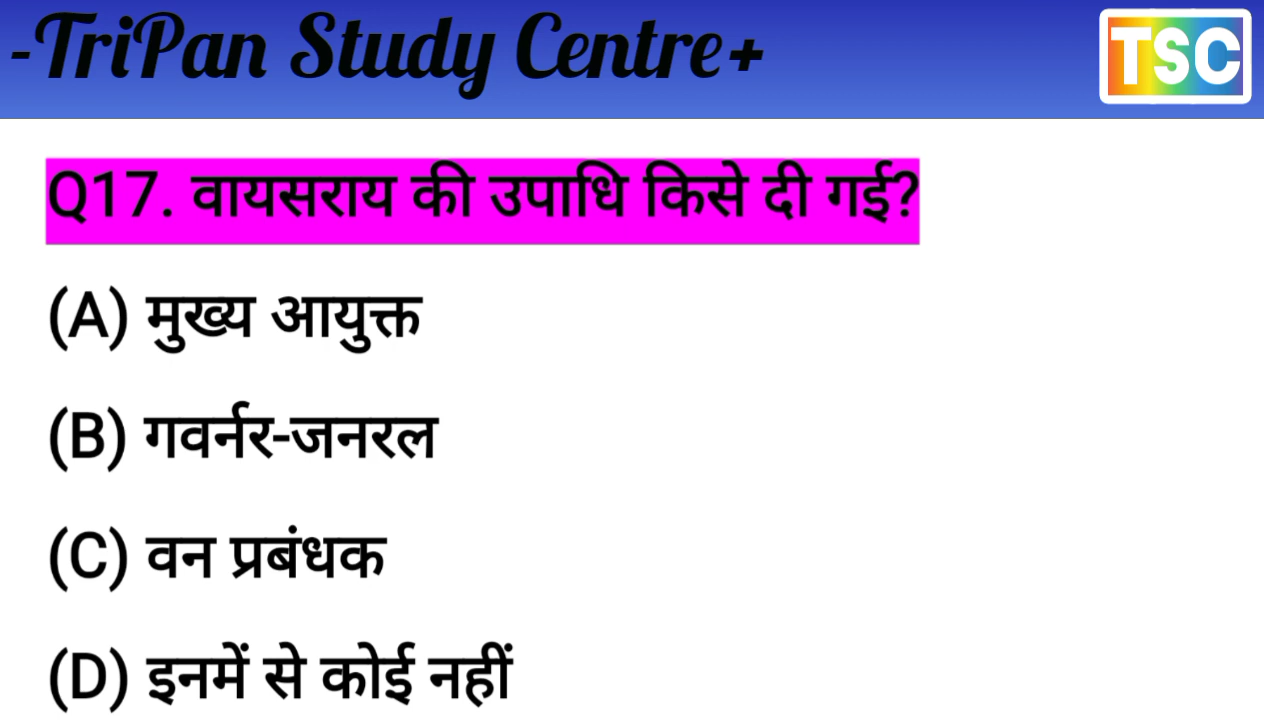 -TriPan Study Centre+
TSC
Q17. वायसराय की उपाधि किसे दी गई?
(A) मुख्य आयुक्त
(B) गवर्नर-जनरल
(C) वन प्रबंधक
(D) इनमें से कोई नहीं